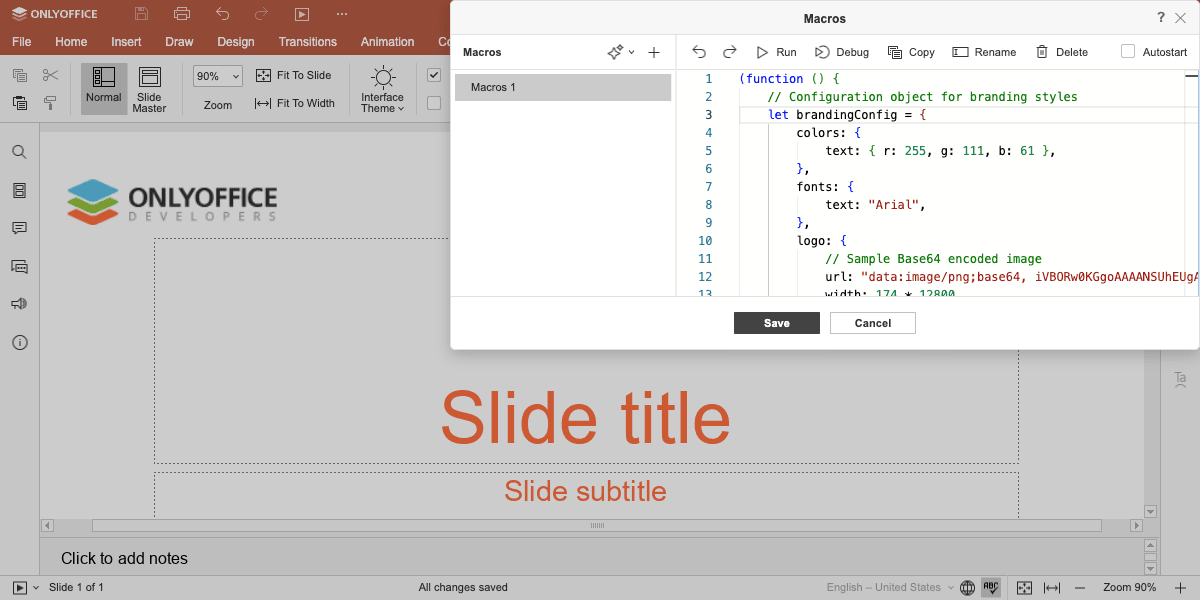 ONLYOFFICE
File Home Insert Draw Design Transitions Animation
Normal
Slide Master
90%
Zoom
Fit To Slide
Fit To Width
Interface Theme
Macros
?
Macros
Run Debug Copy Rename Delete Autostart
Macros 1
1 (function () {
2 // Configuration object for branding styles
3 let brandingConfig = {
4 colors: {
5 text: { r: 255, g: 111, b: 61 },
6 },
7 fonts: {
8 text: "Arial",
9 },
10 logo: {
11 // Sample Base64 encoded image
12 url: "data:image/png;base64, iVBORw0KGgoAAAANSUhEUgA
13 width: 174 * 12800
Save Cancel
ONLYOFFICE
DEVELOPERS
Slide title
Slide subtitle
Click to add notes
Slide 1 of 1
All changes saved
English – United States
ABC
Zoom 90%
Ta